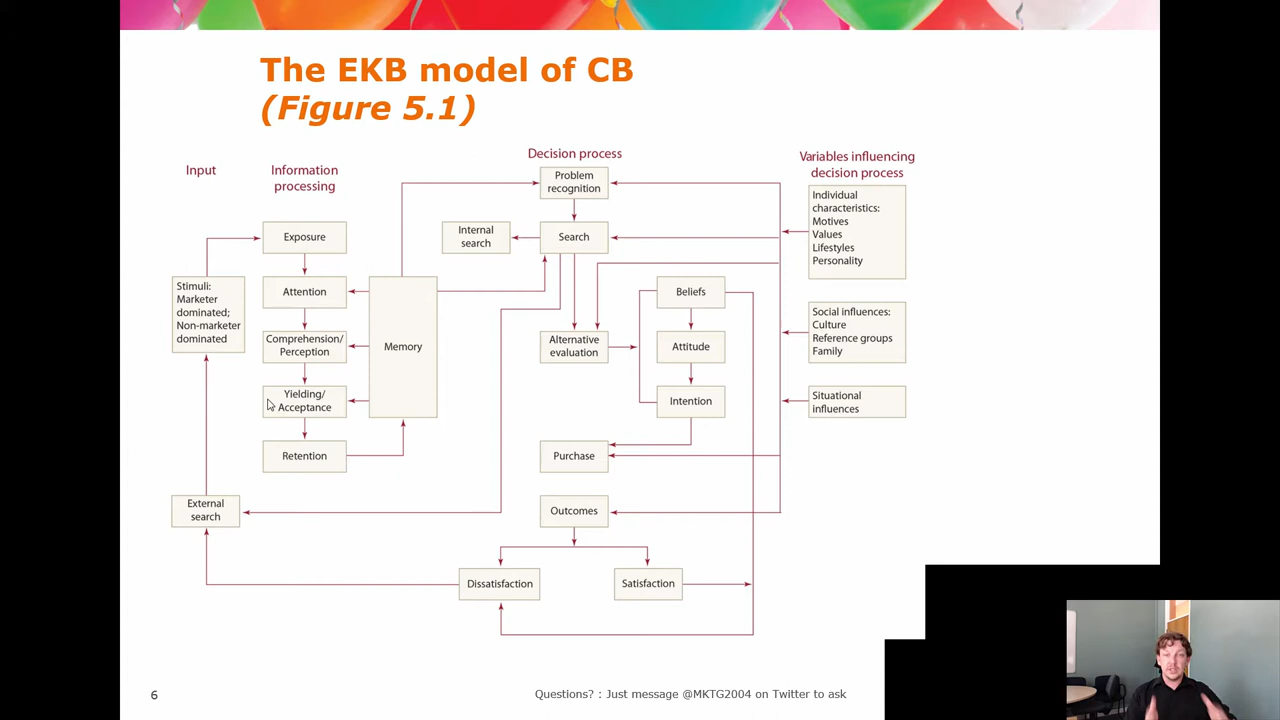 The EKB model of CB
(Figure 5.1)
Input
Information
processing
Decision process
Variables influencing
decision process
Problem
recognition
Individual
characteristics:
Motives
Values
Lifestyles
Personality
Exposure
Internal
search
Search
Stimuli:
Marketer
dominated;
Non-marketer
dominated
Attention
Beliefs
Social influences:
Culture
Reference groups
Family
Comprehension/
Perception
Memory
Alternative
evaluation
Attitude
Yielding/
Acceptance
Intention
Situational
influences
Retention
Purchase
External
search
Outcomes
Dissatisfaction
Satisfaction
6
Questions? : Just message @MKTG2004 on Twitter to ask